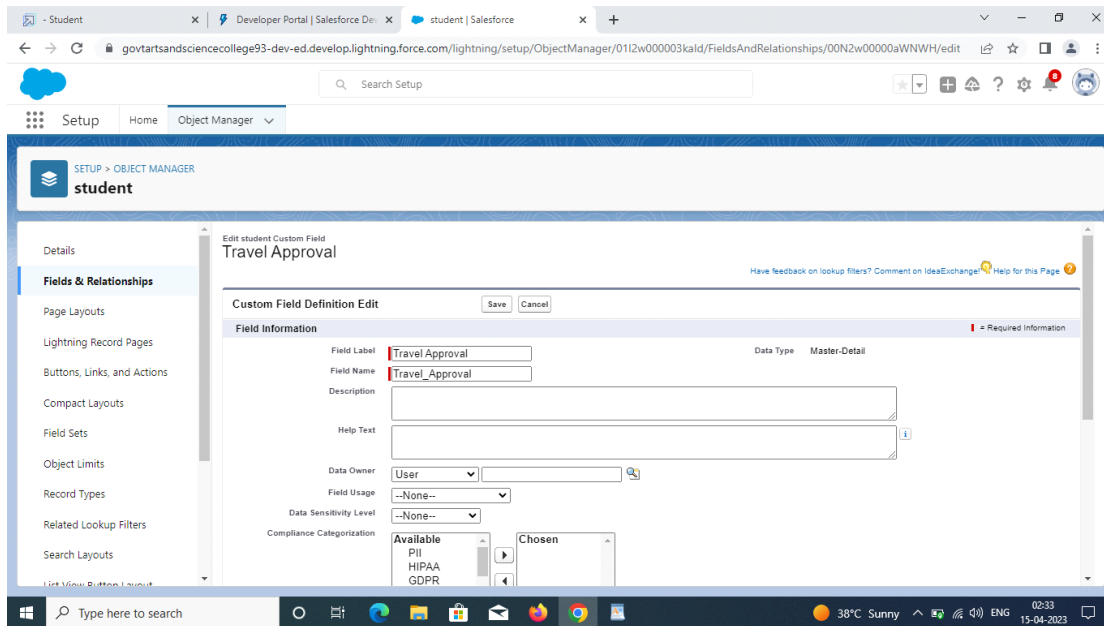 - Student
Developer Portal | Salesforce Dev
student | Salesforce
govtartsandsciencecollege93-dev-ed.develop.lightning.force.com/lightning/setup/ObjectManager/01I2w000003kald/FieldsAndRelationships/00N2w00000aWNWH/edit
Search Setup
8
Setup
Home
Object Manager
SETUP > OBJECT MANAGER
student
Details
Fields & Relationships
Page Layouts
Lightning Record Pages
Buttons, Links, and Actions
Compact Layouts
Field Sets
Object Limits
Record Types
Related Lookup Filters
Search Layouts
List View Button Layout
Edit student Custom Field
Travel Approval
Have feedback on lookup filters? Comment on IdeaExchange! Help for this Page
Custom Field Definition Edit Save Cancel
Field Information = Required Information
Field Label Travel Approval Data Type Master-Detail
Field Name Travel_Approval
Description
Help Text
Data Owner User
Field Usage --None--
Data Sensitivity Level --None--
Compliance Categorization Available Chosen
PII
HIPAA
GDPR
Type here to search
38°C Sunny ENG 02:33
15-04-2023